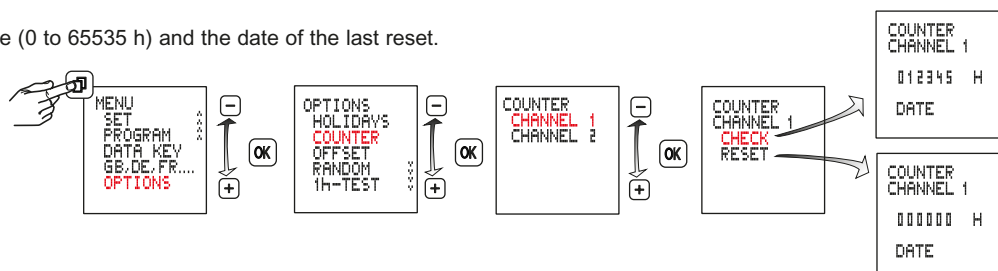 e (0 to 65535 h) and the date of the last reset.
MENU
SET
PROGRAM
DATA KEY
GB,DE,FR....
OPTIONS
−
OK
+
OPTIONS
HOLIDAYS
COUNTER
OFFSET
RANDOM
1h-TEST
−
OK
+
COUNTER
CHANNEL 1
CHANNEL 2
−
OK
+
COUNTER
CHANNEL 1
CHECK
RESET
COUNTER
CHANNEL 1
012345 H
DATE
COUNTER
CHANNEL 1
000000 H
DATE